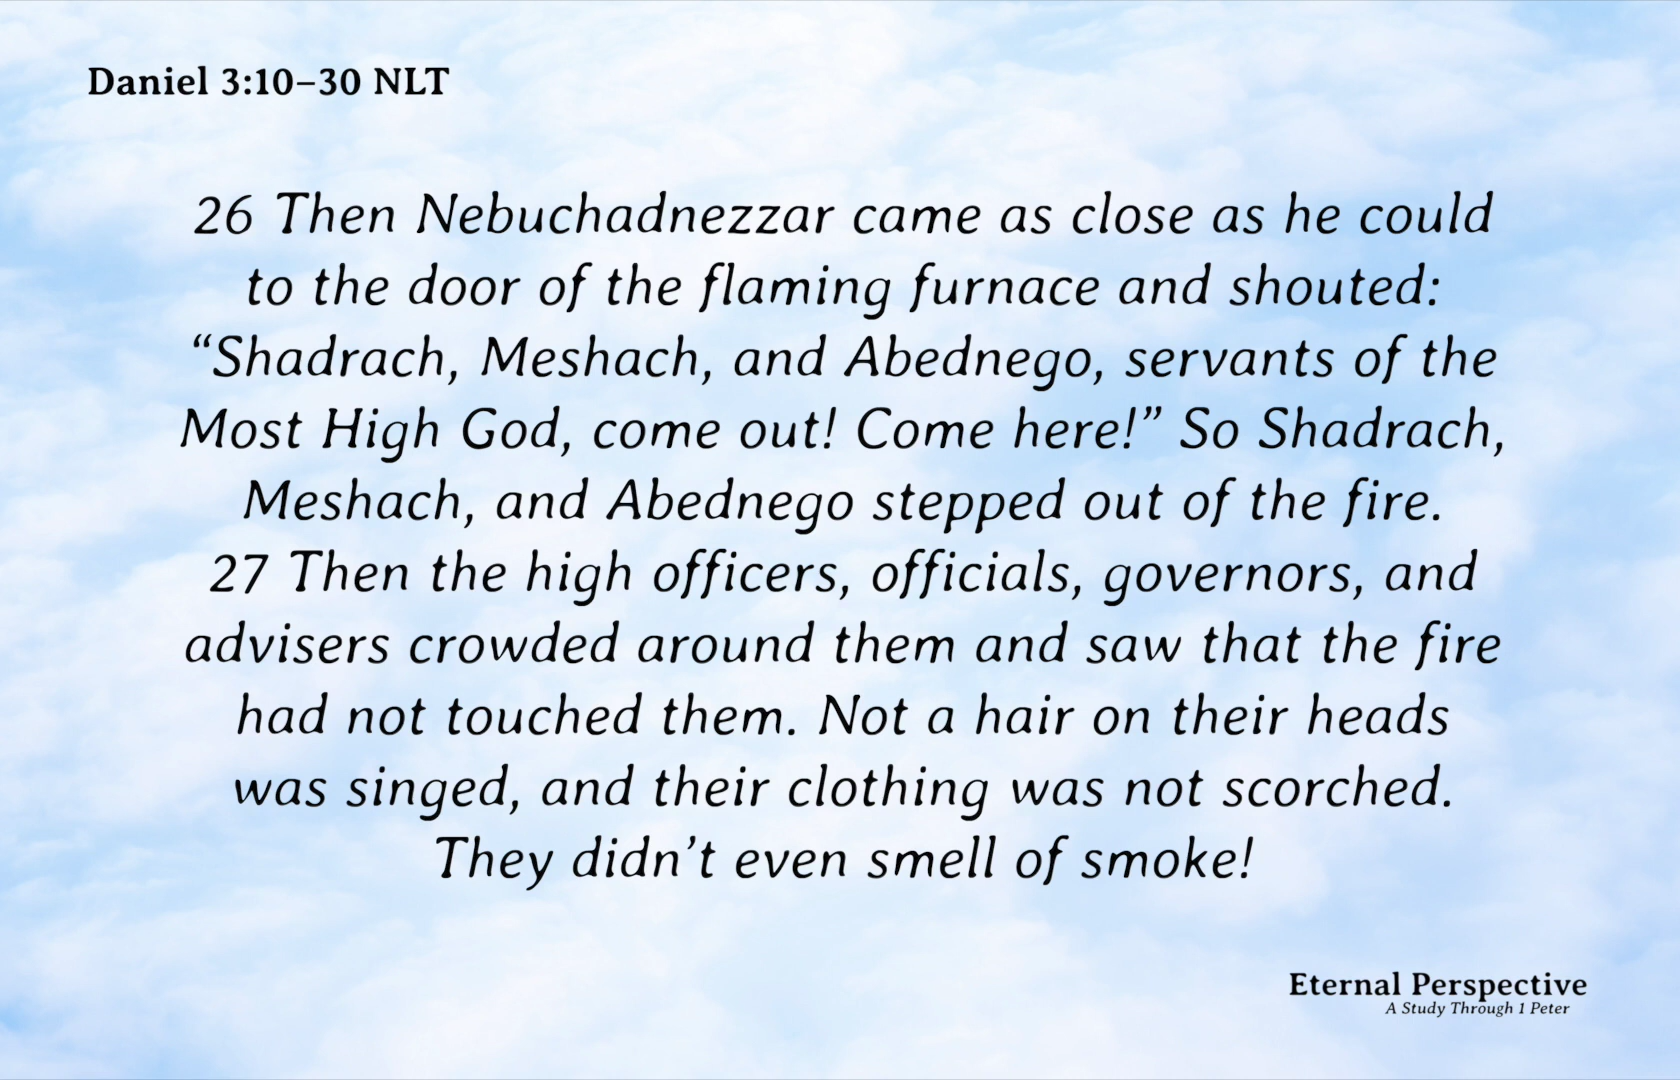 Daniel 3:10–30 NLT
26 Then Nebuchadnezzar came as close as he could
to the door of the flaming furnace and shouted:
“Shadrach, Meshach, and Abednego, servants of the
Most High God, come out! Come here!” So Shadrach,
Meshach, and Abednego stepped out of the fire.
27 Then the high officers, officials, governors, and
advisers crowded around them and saw that the fire
had not touched them. Not a hair on their heads
was singed, and their clothing was not scorched.
They didn’t even smell of smoke!
Eternal Perspective
A Study Through 1 Peter